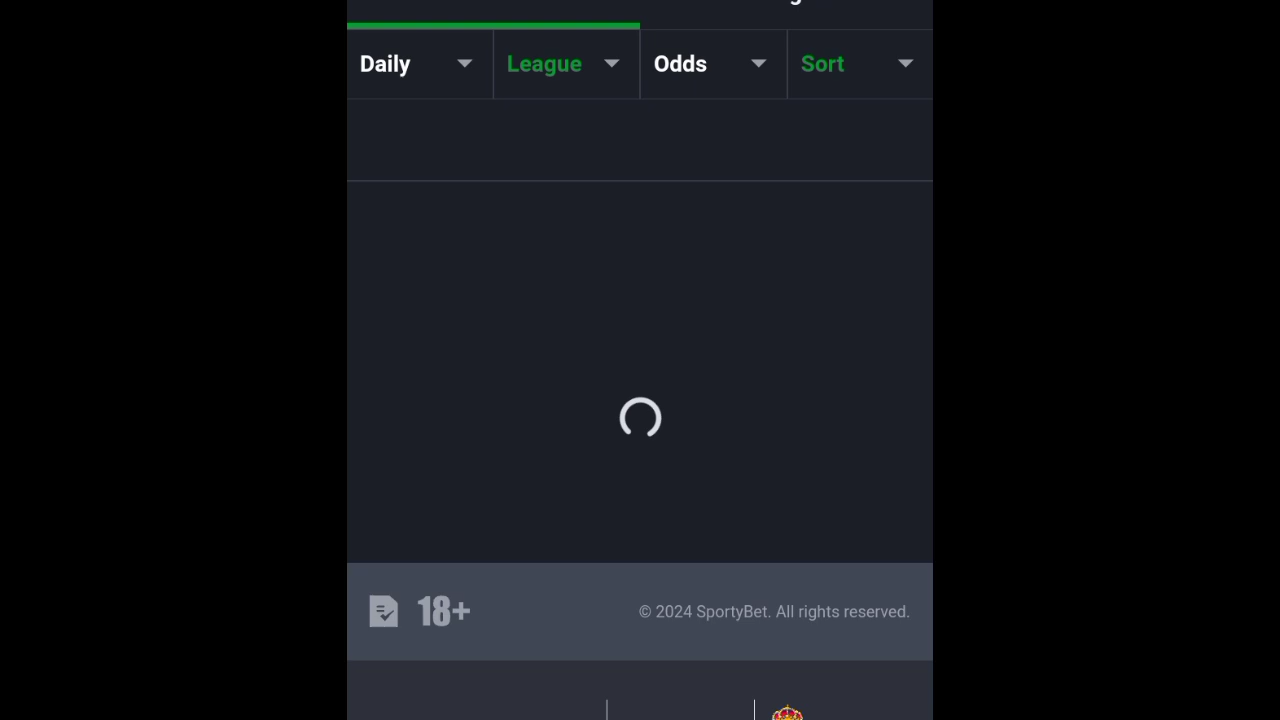 Daily League Odds Sort
18+ © 2024 SportyBet. All rights reserved.